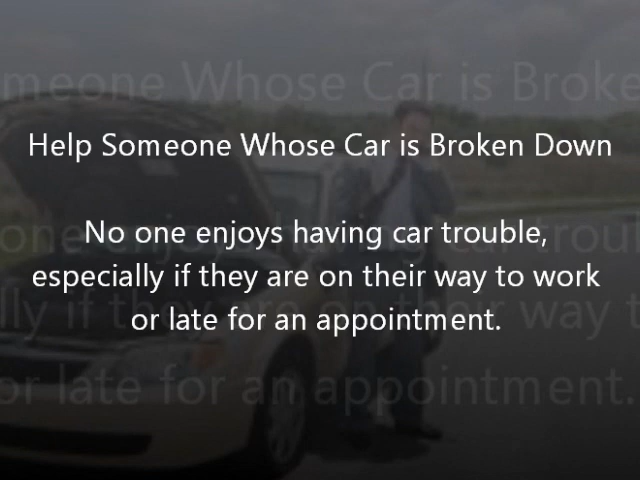 Help Someone Whose Car is Broken Down
No one enjoys having car trouble,
especially if they are on their way to work
or late for an appointment.